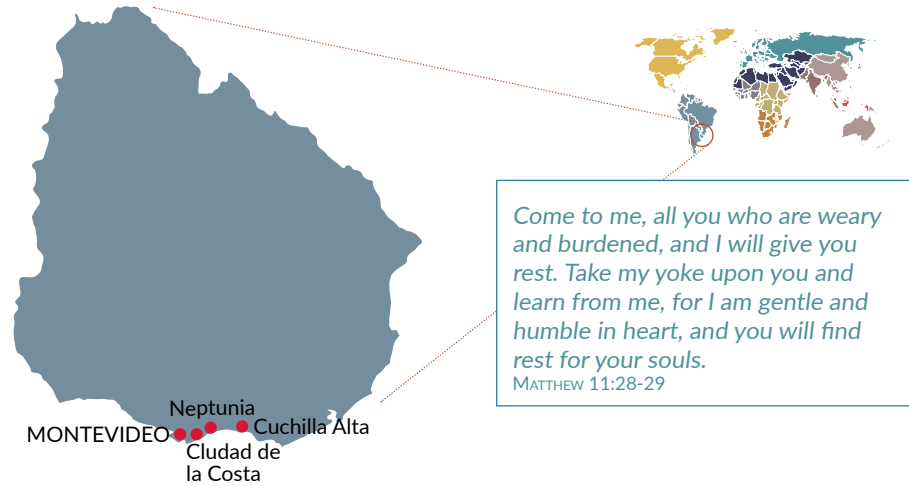 Come to me, all you who are weary
and burdened, and I will give you
rest. Take my yoke upon you and
learn from me, for I am gentle and
humble in heart, and you will find
rest for your souls.
Matthew 11:28-29
Neptunia
MONTEVIDEO
Cuchilla Alta
CIudad de
la Costa